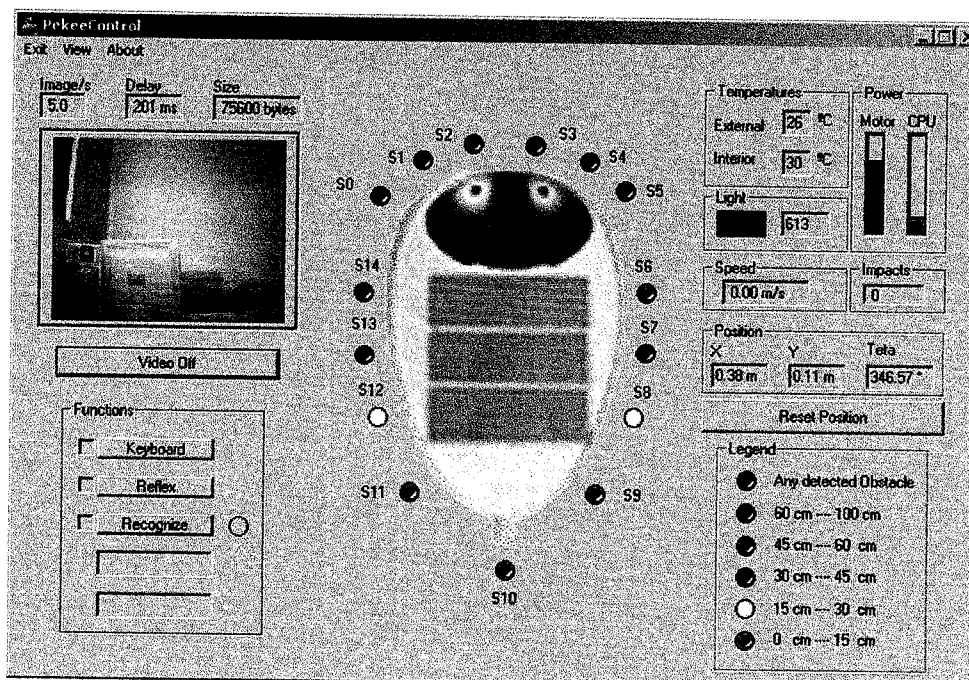 PekeeControl
Exit View About
Image/s Delay Size
5.0 201 ms 75600 bytes
Video Off
Functions
Keyboard
Reflex
Recognize
S0
S1
S2
S3
S4
S5
S14
S6
S13
S7
S12
S8
S11
S9
S10
Temperatures
External 26 ºC
Interior 30 ºC
Power
Motor CPU
Light
613
Speed
0.00 m/s
Impacts
0
Position
X Y Teta
0.38 m 0.11 m 346.57 °
Reset Position
Legend
Any detected Obstacle
60 cm --- 100 cm
45 cm --- 60 cm
30 cm --- 45 cm
15 cm --- 30 cm
0 cm --- 15 cm